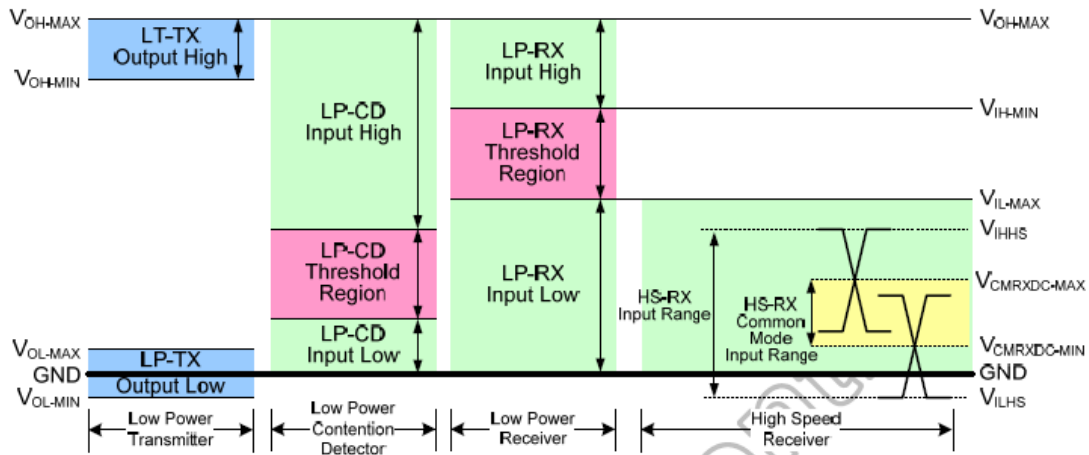 VOH-MAX
LT-TX
Output High
VOH-MIN
LP-CD
Input High
LP-RX
Input High
VOH-MAX
VIH-MIN
LP-RX
Threshold
Region
VIL-MAX
VIHHS
LP-CD
Threshold
Region
LP-RX
Input Low
HS-RX
Input Range
HS-RX
Common
Mode
Input Range
VCMRXDC-MAX
VCMRXDC-MIN
LP-CD
Input Low
VOL-MAX
LP-TX
GND
Output Low
VOL-MIN
GND
VILHS
Low Power
Transmitter
Low Power
Contention
Detector
Low Power
Receiver
High Speed
Receiver